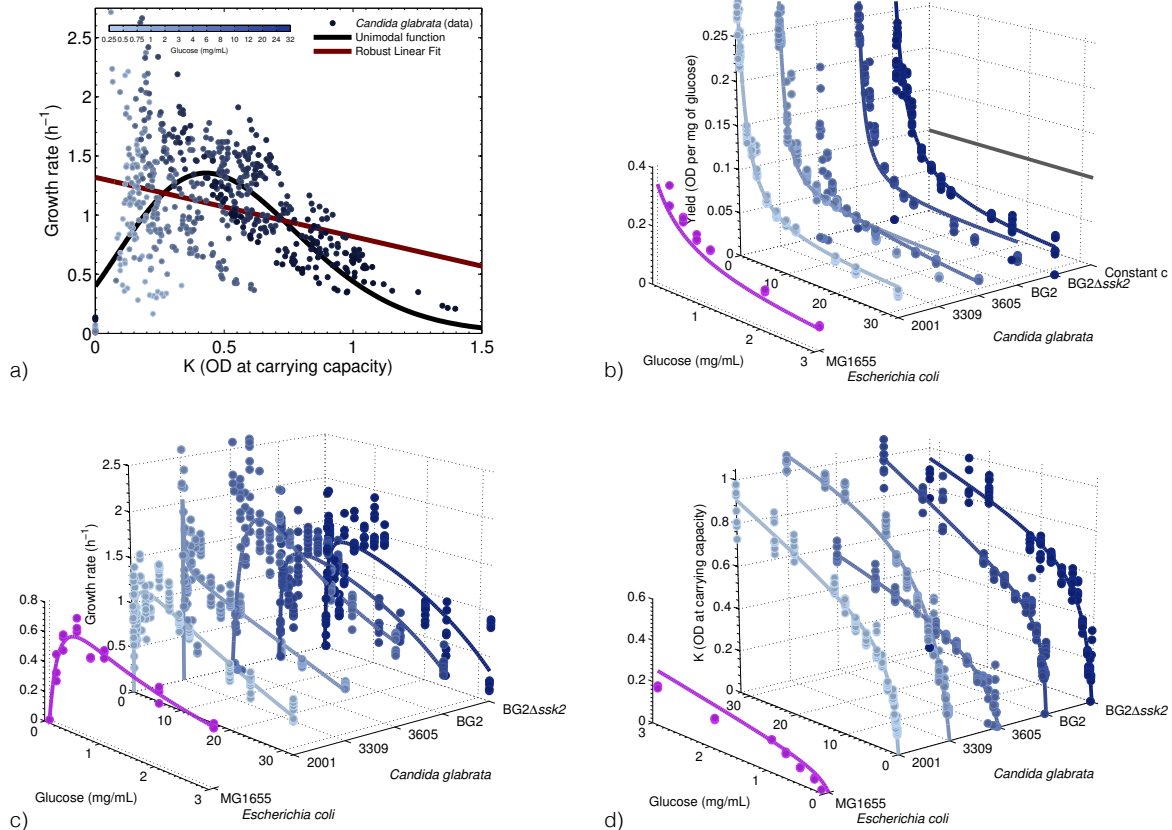 2.5
2
1.5
1
0.5
0
0
0.5
1
1.5
Growth rate (h⁻¹)
K (OD at carrying capacity)
0.25 0.5 0.75 1 2 3 4 6 8 10 12 20 24 32
Glucose (mg/mL)
Candida glabrata (data)
Unimodal function
Robust Linear Fit
a)
0.25
0.2
0.15
0.1
0.05
0
Yield (OD per mg of glucose)
0.4
0.2
0
0
10
20
30
1
2
3
Glucose (mg/mL)
MG1655
Escherichia coli
2001
3309
3605
BG2
BG2Δssk2
Constant c
Candida glabrata
b)
2.5
2
1.5
1
0.5
0
Growth rate (h⁻¹)
0.8
0.6
0.4
0.2
0
0
1
2
3
10
20
30
Glucose (mg/mL)
MG1655
Escherichia coli
2001
3309
3605
BG2
BG2Δssk2
Candida glabrata
c)
1
0.8
0.6
0.4
0.2
0
K (OD at carrying capacity)
0.6
0.4
0.2
0
30
20
10
0
3
2
1
0
Glucose (mg/mL)
MG1655
Escherichia coli
2001
3309
3605
BG2
BG2Δssk2
Candida glabrata
d)